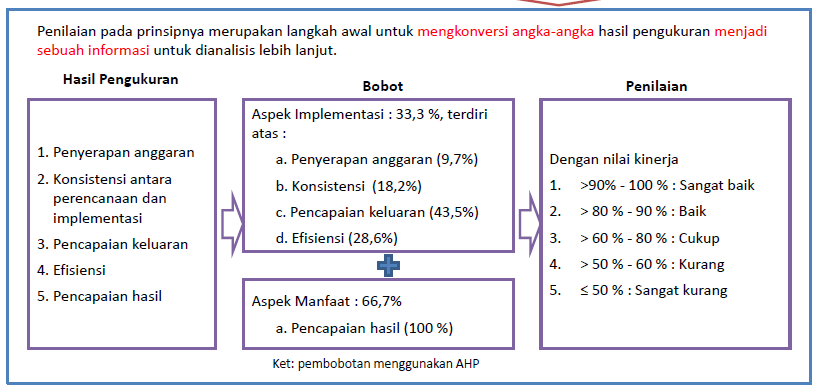 Penilaian pada prinsipnya merupakan langkah awal untuk mengkonversi angka-angka hasil pengukuran menjadi
sebuah informasi untuk dianalisis lebih lanjut.
Hasil Pengukuran
1. Penyerapan anggaran
2. Konsistensi antara
perencanaan dan
implementasi
3. Pencapaian keluaran
4. Efisiensi
5. Pencapaian hasil
Bobot
Aspek Implementasi : 33,3 %, terdiri
atas :
a. Penyerapan anggaran (9,7%)
b. Konsistensi (18,2%)
c. Pencapaian keluaran (43,5%)
d. Efisiensi (28,6%)
Aspek Manfaat : 66,7%
a. Pencapaian hasil (100 %)
Penilaian
Dengan nilai kinerja
1. >90% - 100 % : Sangat baik
2. > 80 % - 90 % : Baik
3. > 60 % - 80 % : Cukup
4. > 50 % - 60 % : Kurang
5. ≤ 50 % : Sangat kurang
Ket: pembobotan menggunakan AHP